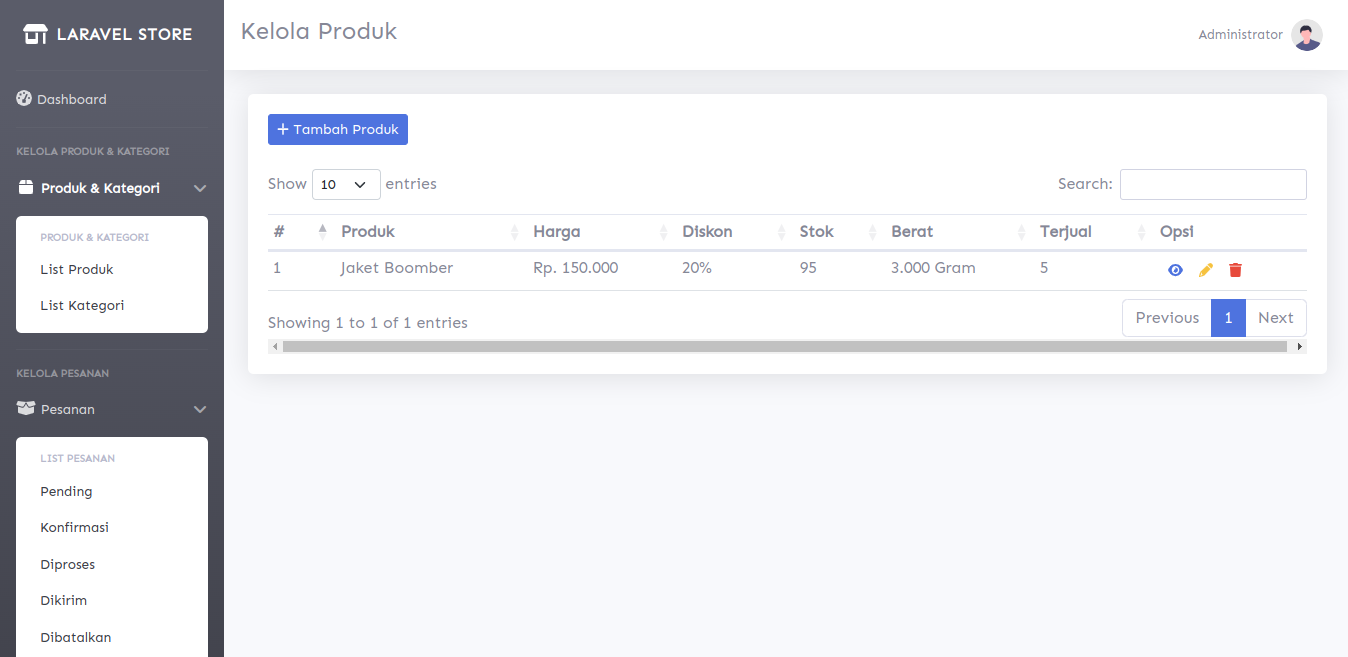 LARAVEL STORE
Dashboard
KELOLA PRODUK & KATEGORI
Produk & Kategori
PRODUK & KATEGORI
List Produk
List Kategori
KELOLA PESANAN
Pesanan
LIST PESANAN
Pending
Konfirmasi
Diproses
Dikirim
Dibatalkan
Kelola Produk
Administrator
+ Tambah Produk
Show 10 entries
Search:
# Produk Harga Diskon Stok Berat Terjual Opsi
1 Jaket Boomber Rp. 150.000 20% 95 3.000 Gram 5
Showing 1 to 1 of 1 entries
Previous 1 Next